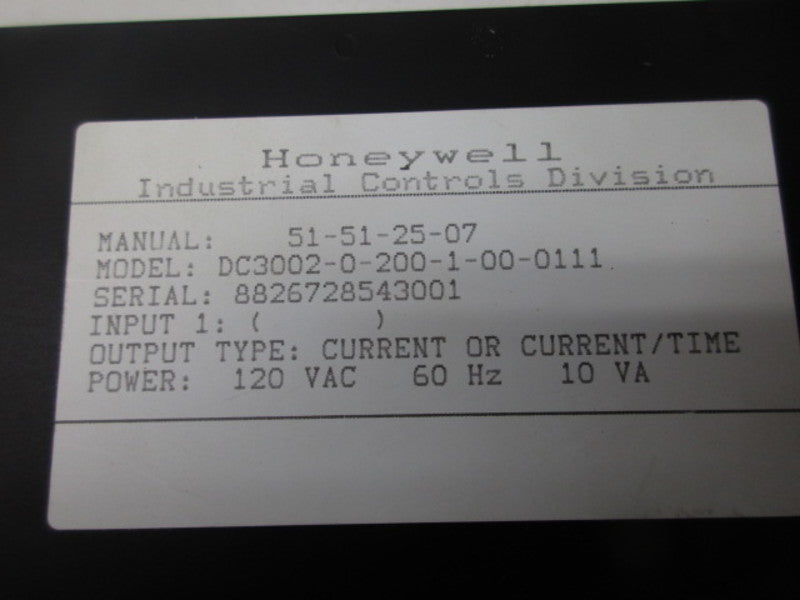 Honeywell
Industrial Controls Division
MANUAL: 51-51-25-07
MODEL: DC3002-0-200-1-00-0111
SERIAL: 8826728543001
INPUT 1: ( )
OUTPUT TYPE: CURRENT OR CURRENT/TIME
POWER: 120 VAC 60 Hz 10 VA